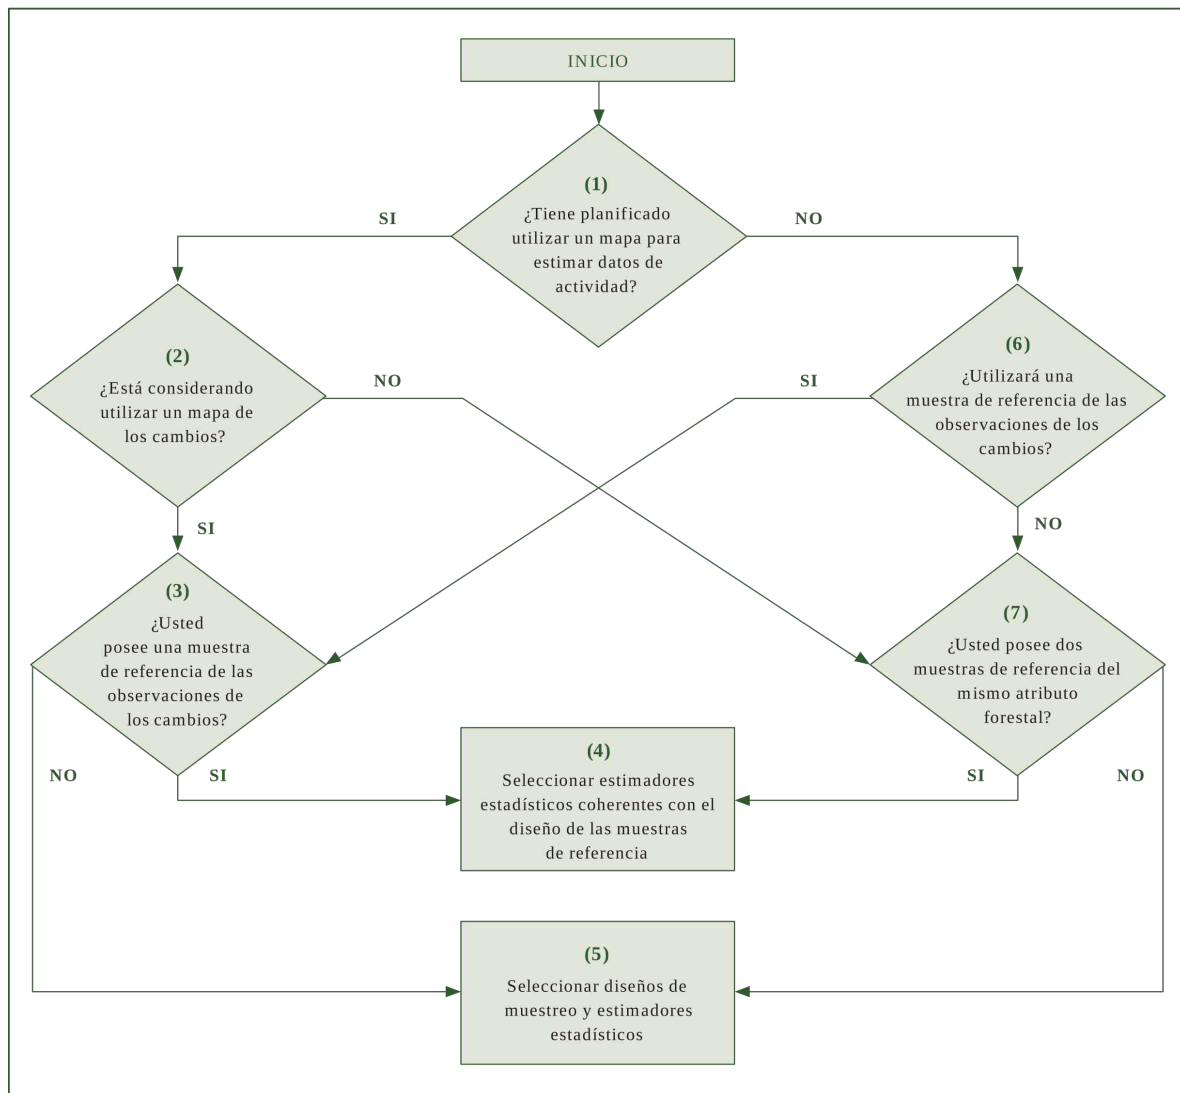 INICIO
(1)
¿Tiene planificado
utilizar un mapa para
estimar datos de
actividad?
SI
NO
(2)
¿Está considerando
utilizar un mapa de
los cambios?
NO
SI
(6)
¿Utilizará una
muestra de referencia de las
observaciones de los
cambios?
SI
NO
(3)
¿Usted
posee una muestra
de referencia de las
observaciones de
los cambios?
(7)
¿Usted posee dos
muestras de referencia del
mismo atributo
forestal?
NO
SI
SI
NO
(4)
Seleccionar estimadores
estadísticos coherentes con el
diseño de las muestras
de referencia
(5)
Seleccionar diseños de
muestreo y estimadores
estadísticos